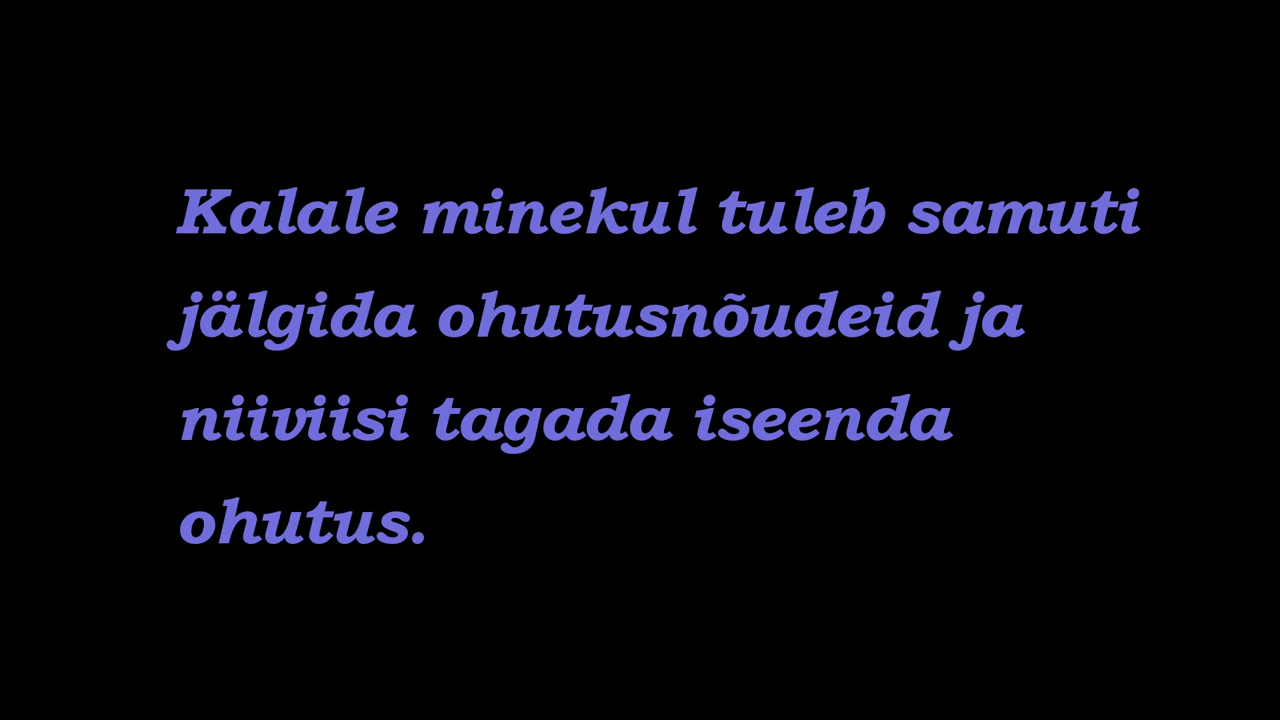 Kalale minekul tuleb samuti
jälgida ohutusnõudeid ja
niiviisi tagada iseenda
ohutus.